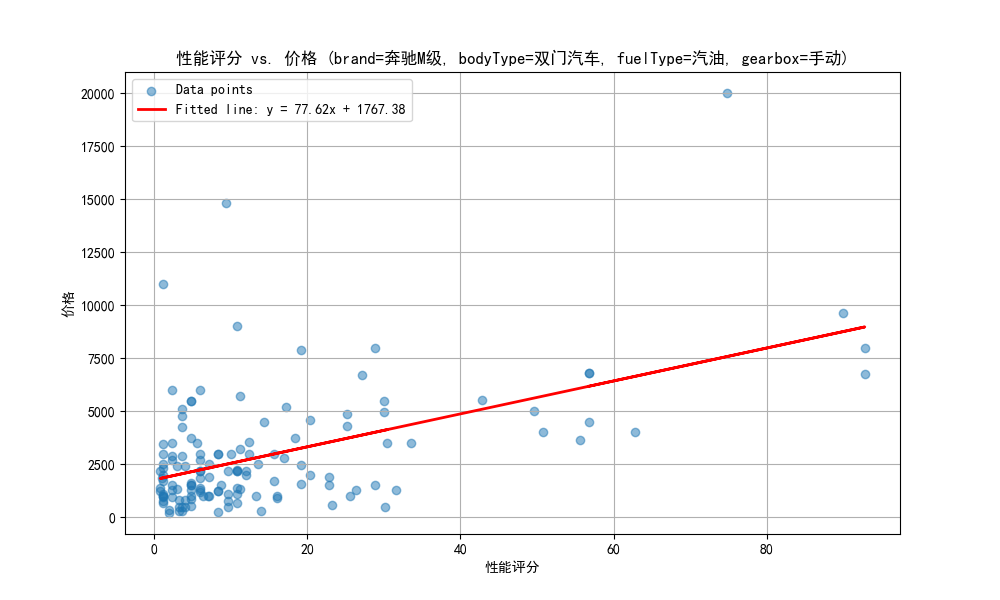 性能评分 vs. 价格 (brand=奔驰M级, bodyType=双门汽车, fuelType=汽油, gearbox=手动)
Data points
Fitted line: y = 77.62x + 1767.38
20000
17500
15000
12500
10000
7500
5000
2500
0
价格
0 20 40 60 80
性能评分